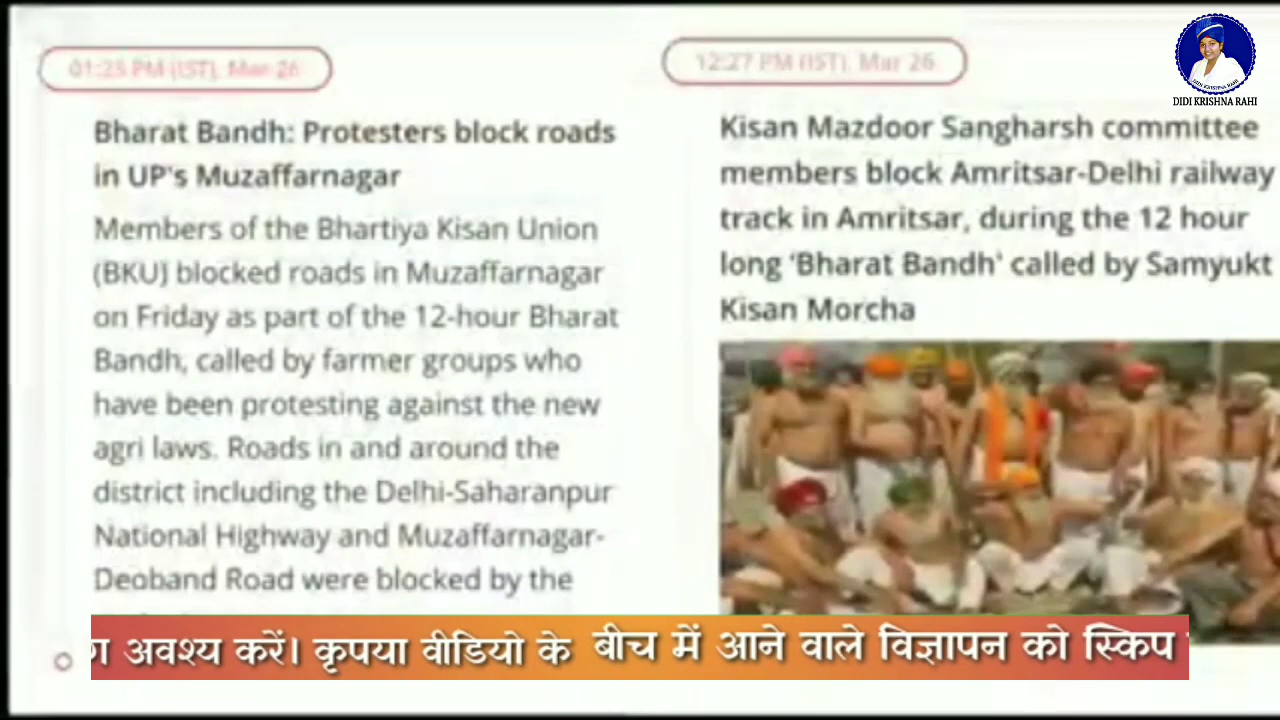 01:25 PM (IST), Mar 26
Bharat Bandh: Protesters block roads
in UP's Muzaffarnagar
Members of the Bhartiya Kisan Union
(BKU) blocked roads in Muzaffarnagar
on Friday as part of the 12-hour Bharat
Bandh, called by farmer groups who
have been protesting against the new
agri laws. Roads in and around the
district including the Delhi-Saharanpur
National Highway and Muzaffarnagar-
Deoband Road were blocked by the
12:27 PM (IST), Mar 26
Kisan Mazdoor Sangharsh committee
members block Amritsar-Delhi railway
track in Amritsar, during the 12 hour
long 'Bharat Bandh' called by Samyukt
Kisan Morcha
DIDI KRISHNA RAHI
DIDI KRISHNA RAHI
अवश्य करें। कृपया वीडियो के बीच में आने वाले विज्ञापन को स्किप